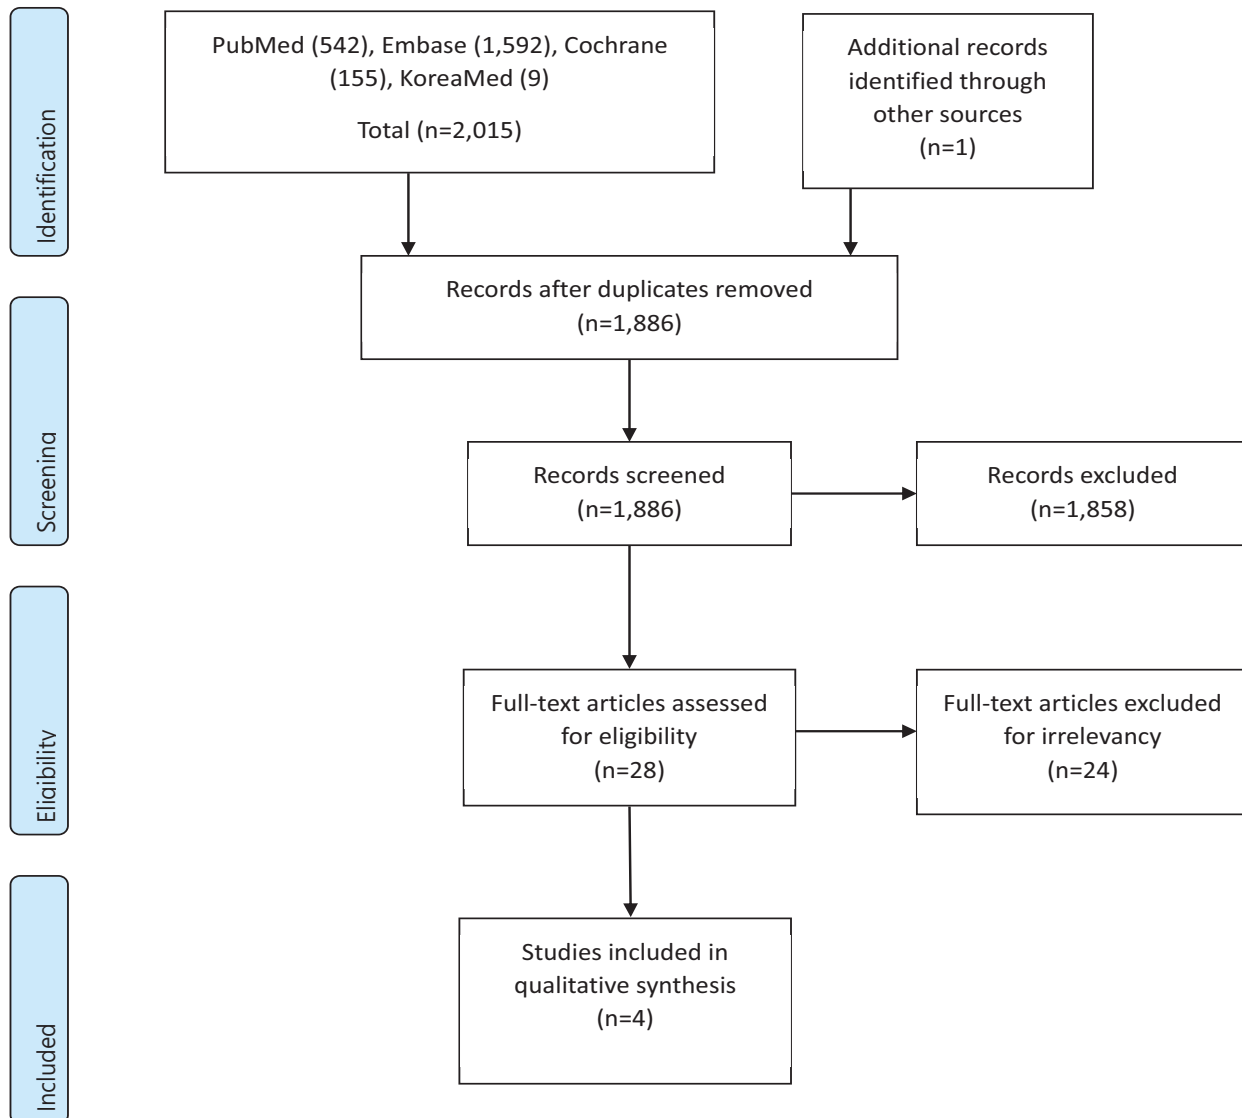 Identification
PubMed (542), Embase (1,592), Cochrane
(155), KoreaMed (9)
Total (n=2,015)
Additional records
identified through
other sources
(n=1)
Records after duplicates removed
(n=1,886)
Screening
Records screened
(n=1,886)
Records excluded
(n=1,858)
Eligibility
Full-text articles assessed
for eligibility
(n=28)
Full-text articles excluded
for irrelevancy
(n=24)
Included
Studies included in
qualitative synthesis
(n=4)